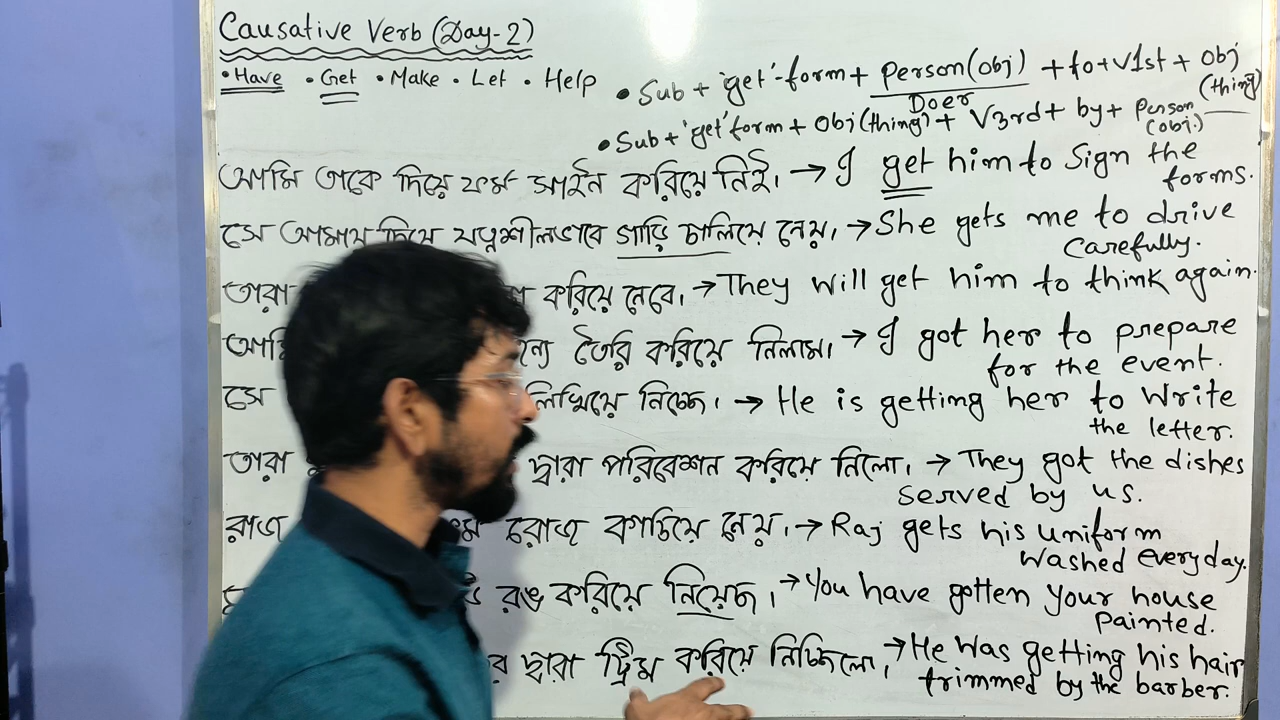 Causative Verb (Day-2)
• Have • Get • Make • Let • Help
• Sub + 'get'-form + Person(obj) + to+V1st + Obj (thing)
Doer
• Sub + 'get' form + Obj(thing) + V3rd + by + Person (obj.)
আমি তাকে দিয়ে ফর্ম সাইন করিয়ে নিই। → I get him to Sign the
forms.
সে আমায় দিয়ে যত্নশীলভাবে গাড়ি চালিয়ে নেয়। → She gets me to drive
Carefully.
তারা করিয়ে নেবে। → They will get him to think again.
আমি তৈরি করিয়ে নিলাম। → I got her to prepare
for the event.
সে লিখিয়ে নিচ্ছে। → He is getting her to Write
the letter.
তারা দ্বারা পরিবেশন করিয়ে নিলো। → They got the dishes
Served by us.
রাজ রোজ কাচিয়ে নেয়। → Raj gets his uniform
Washed everyday.
রঙ করিয়ে নিয়েছ। → You have gotten your house
Painted.
দ্বারা ট্রিম করিয়ে নিচ্ছিলো। → He was getting his hair
trimmed by the barber.